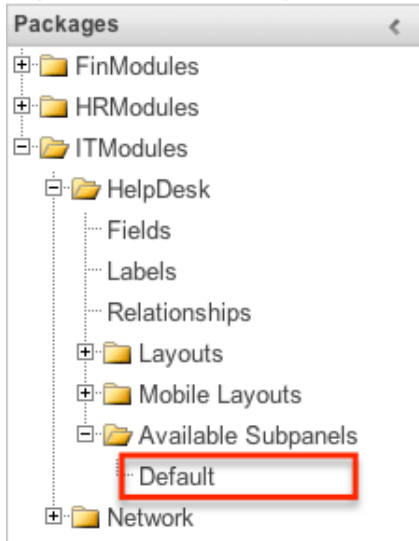 Packages
FinModules
HRModules
ITModules
HelpDesk
Fields
Labels
Relationships
Layouts
Mobile Layouts
Available Subpanels
Default
Network